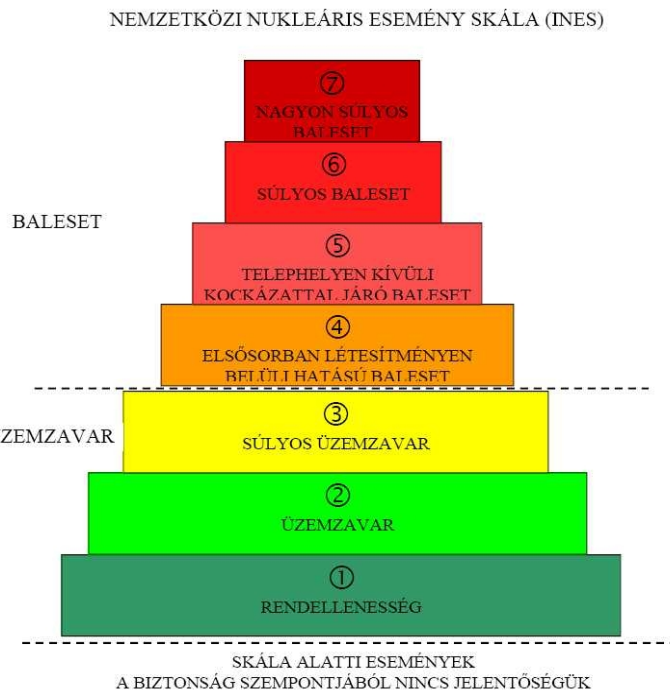 NEMZETKÖZI NUKLEÁRIS ESEMÉNY SKÁLA (INES)
⑦
NAGYON SÚLYOS
BALESET
⑥
SÚLYOS BALESET
BALESET
⑤
TELEPHELYEN KÍVÜLI
KOCKÁZATTAL JÁRÓ BALESET
④
ELSŐSORBAN LÉTESÍTMÉNYEN
BELÜLI HATÁSÚ BALESET
③
ZEMZAVAR
SÚLYOS ÜZEMZAVAR
②
ÜZEMZAVAR
①
RENDELLENESSÉG
SKÁLA ALATTI ESEMÉNYEK
A BIZTONSÁG SZEMPONTJÁBÓL NINCS JELENTŐSÉGÜK